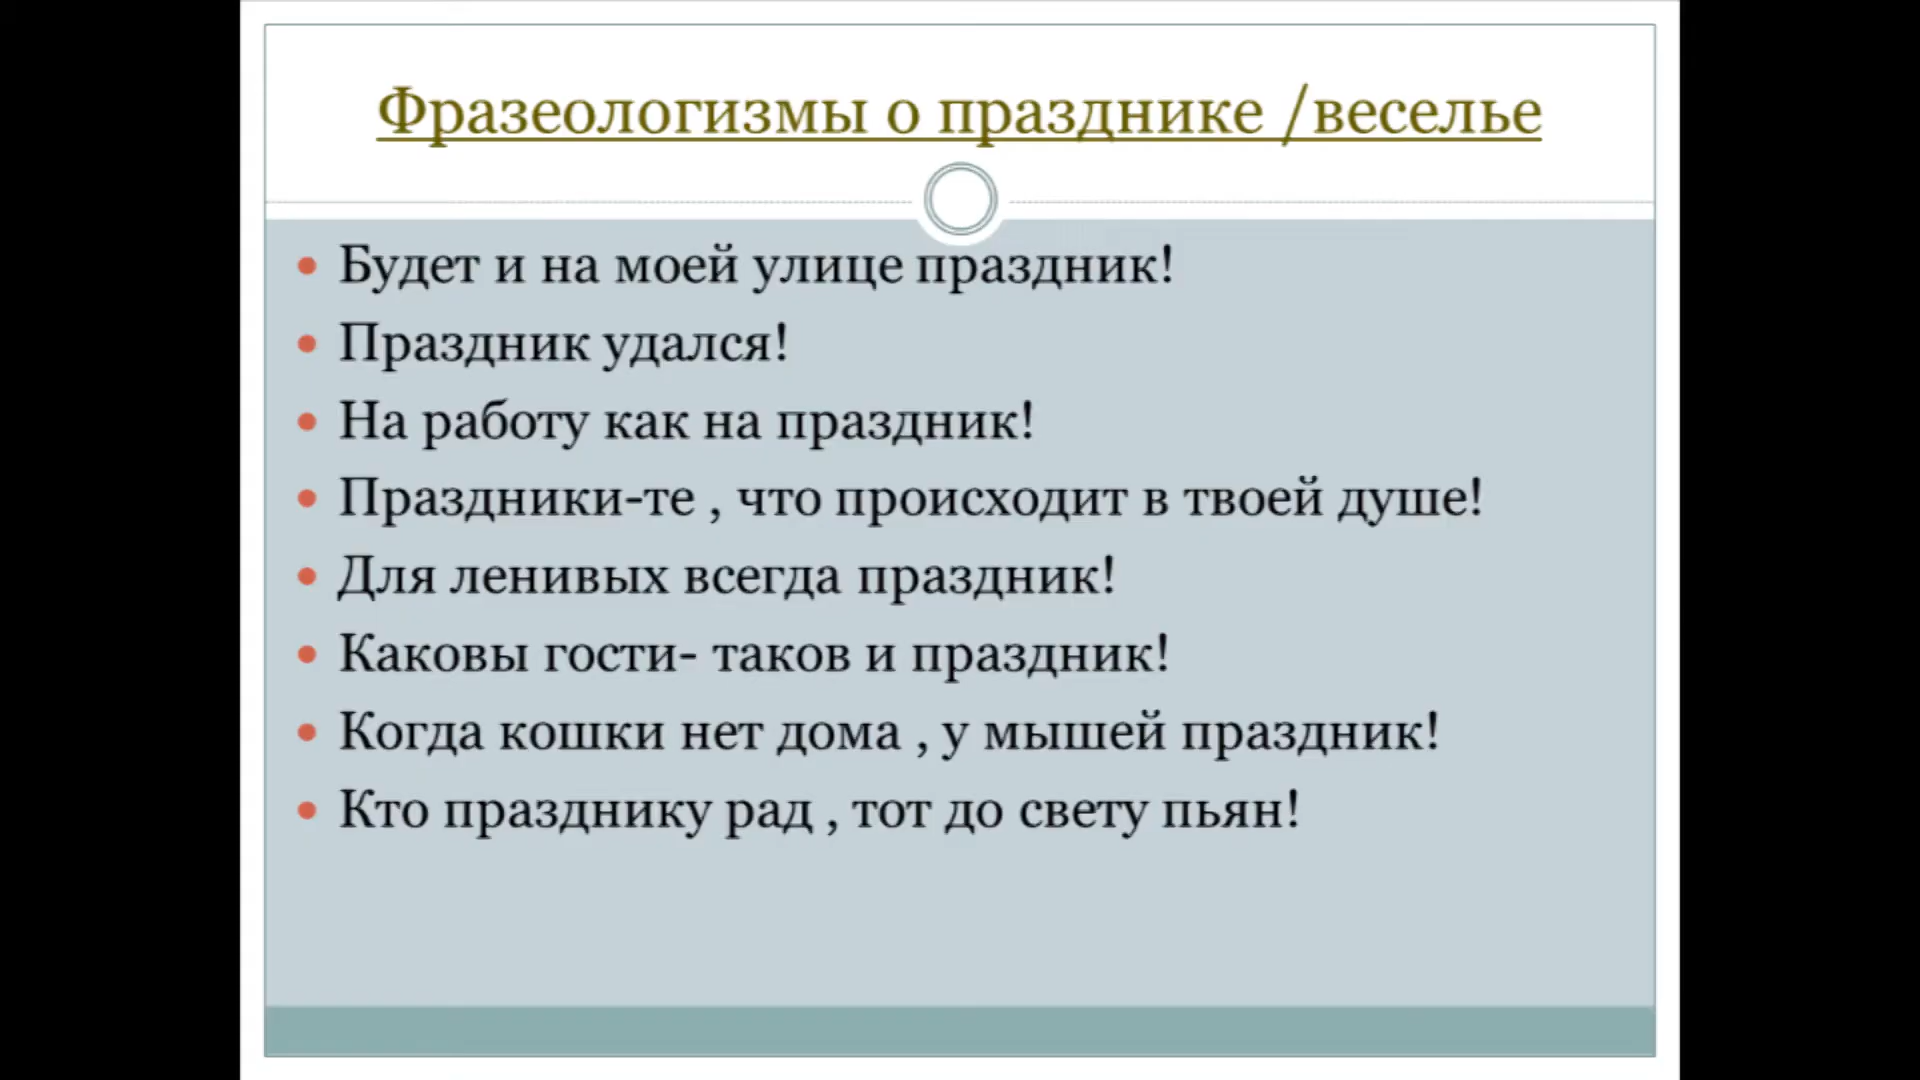 Фразеологизмы о празднике /веселье
• Будет и на моей улице праздник!
• Праздник удался!
• На работу как на праздник!
• Праздники-те , что происходит в твоей душе!
• Для ленивых всегда праздник!
• Каковы гости- таков и праздник!
• Когда кошки нет дома , у мышей праздник!
• Кто празднику рад , тот до свету пьян!